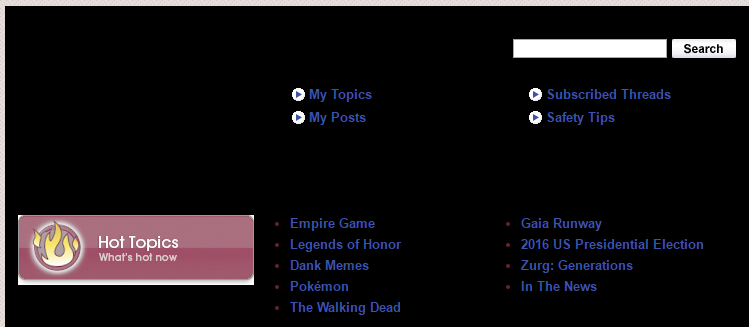 Search
My Topics
Subscribed Threads
My Posts
Safety Tips
Hot Topics
What's hot now
Empire Game
Legends of Honor
Dank Memes
Pokémon
The Walking Dead
Gaia Runway
2016 US Presidential Election
Zurg: Generations
In The News